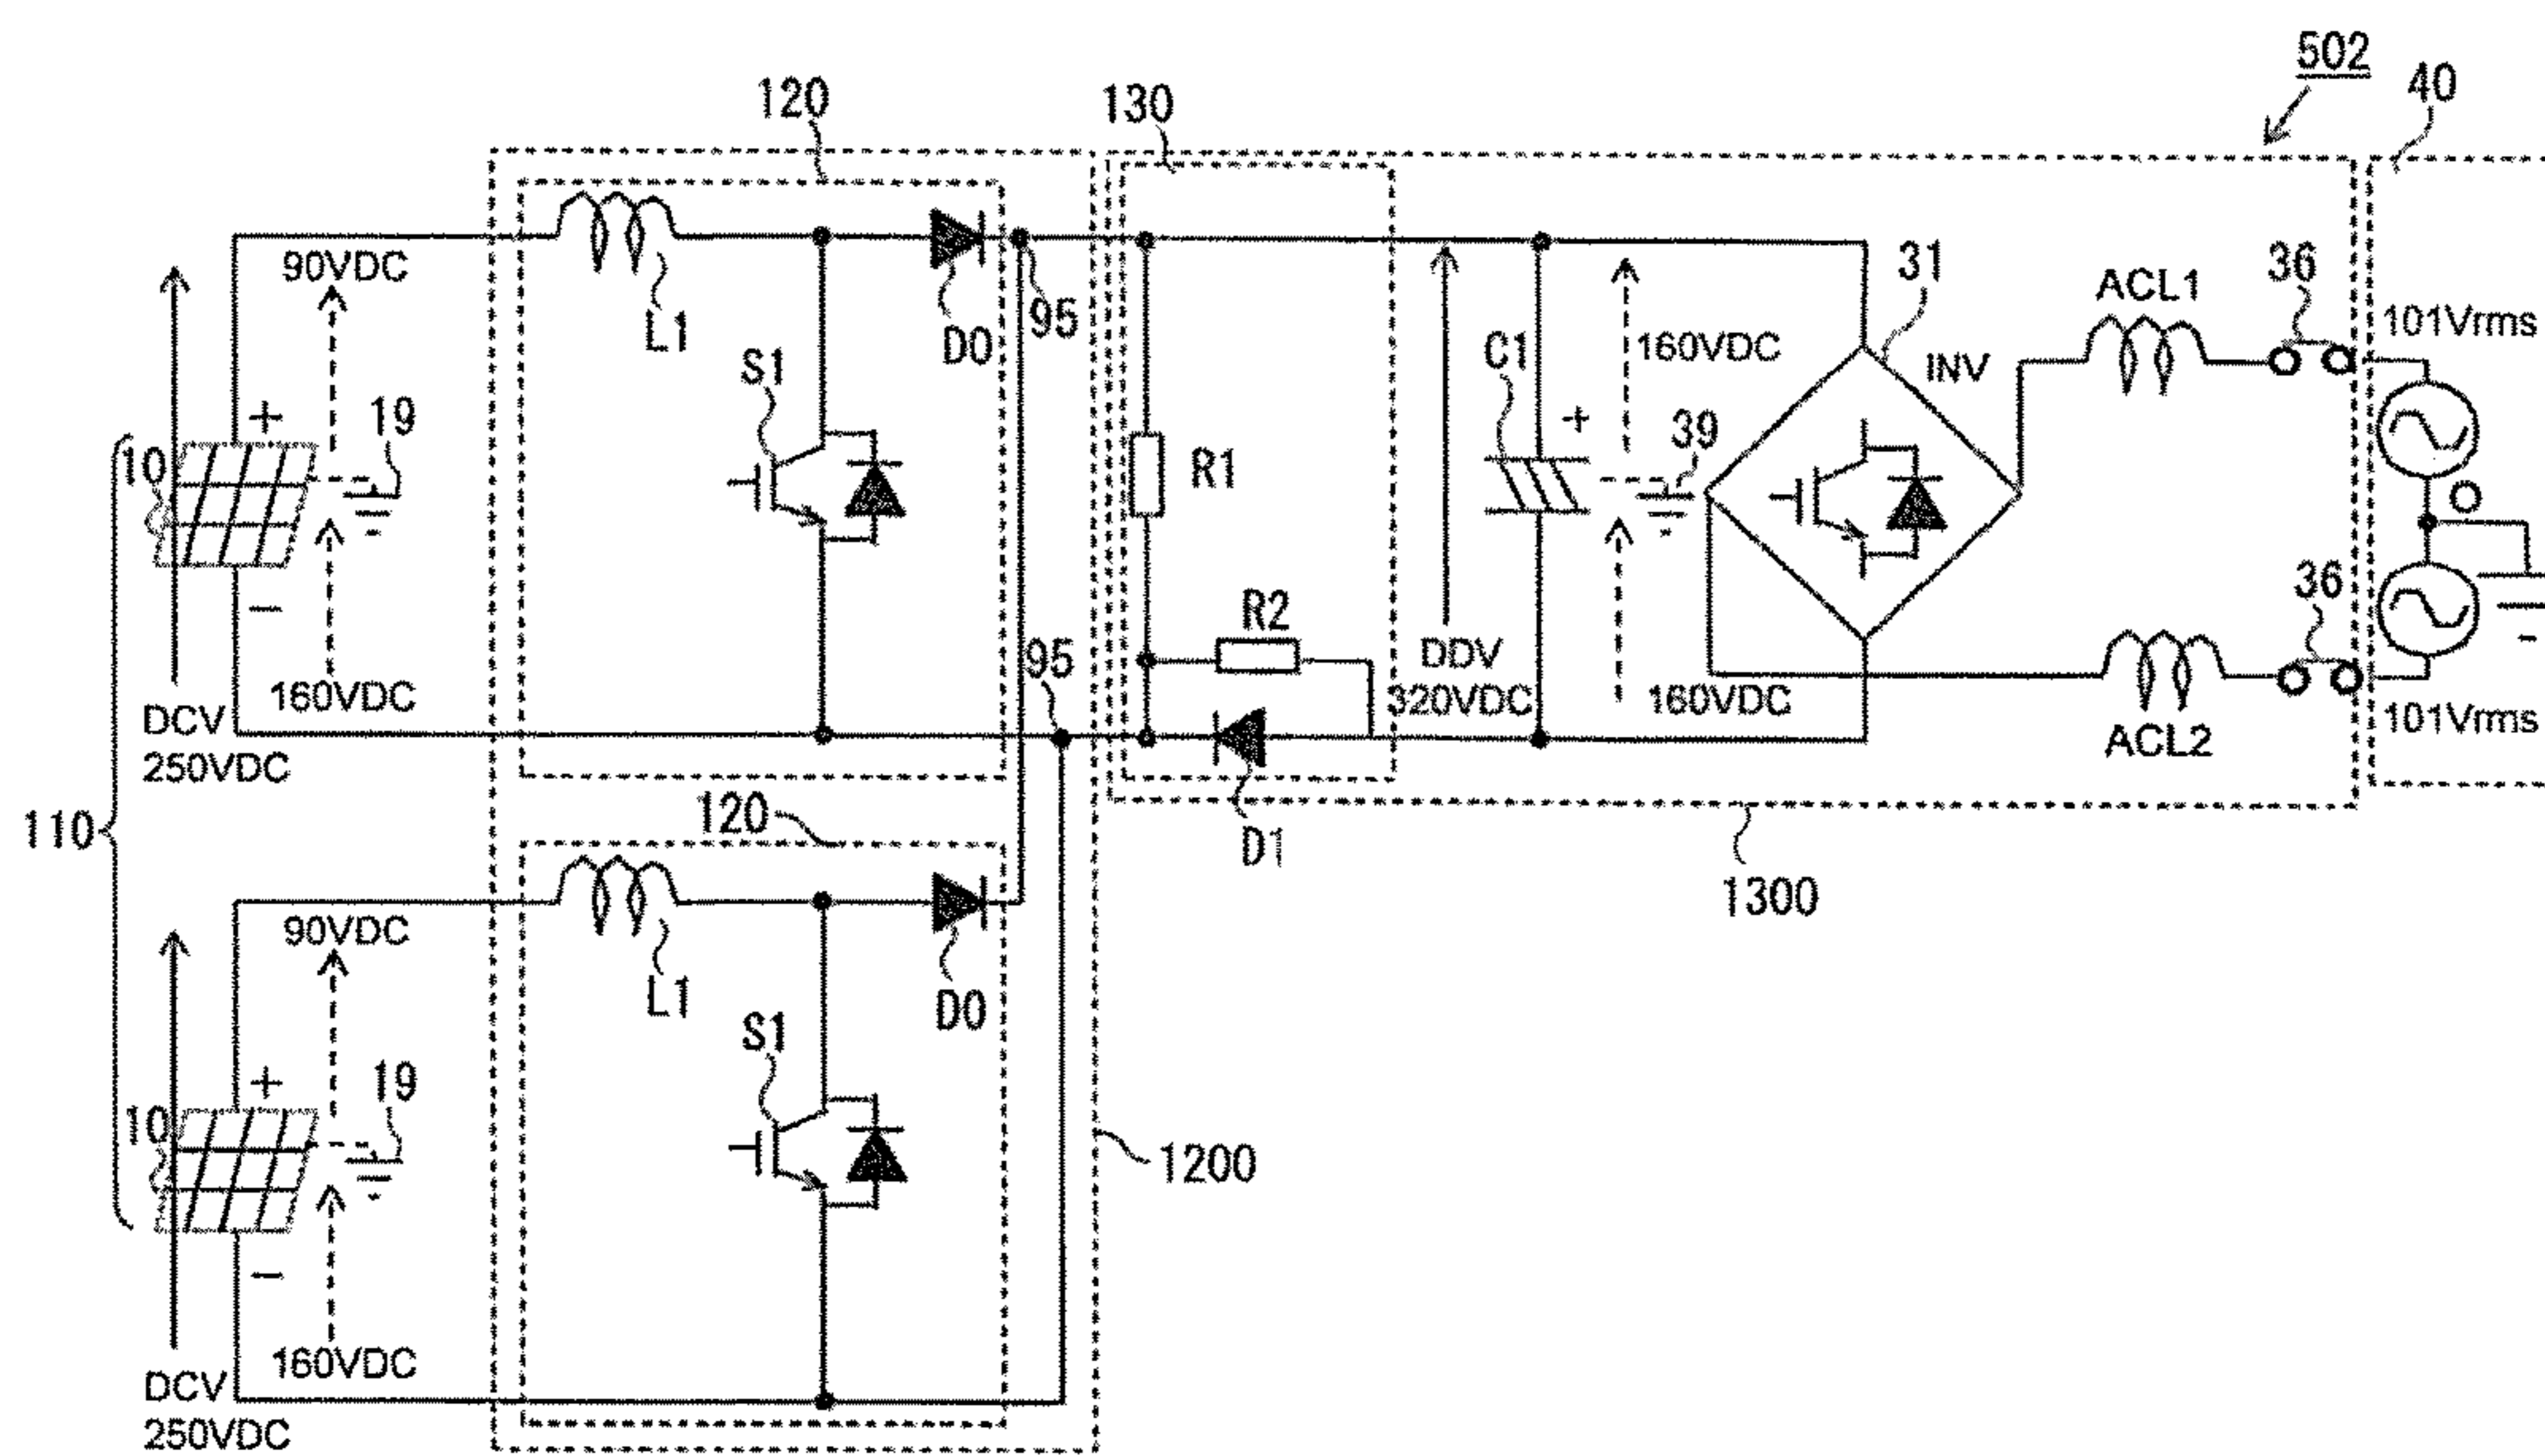 502
40
120
130
90VDC
L1
D0
95
S1
+
10
19
−
160VDC
DCV
250VDC
110
R1
R2
95
D1
DDV
320VDC
C1
+
160VDC
39
160VDC
31
INV
ACL1
36
101Vrms
O
36
ACL2
101Vrms
1300
120
90VDC
L1
D0
S1
+
10
19
−
160VDC
DCV
250VDC
1200